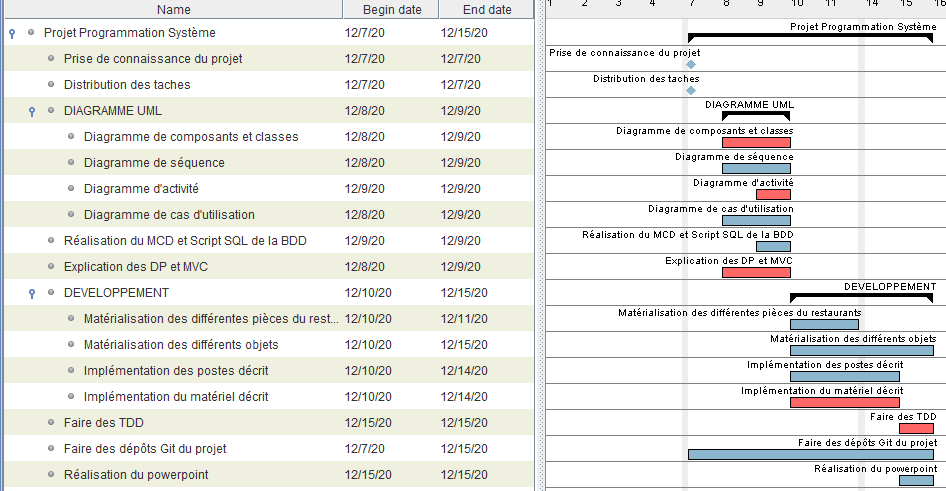 Name Begin date End date 1 2 3 4 7 8 9 10 11 14 15 16
Projet Programmation Système 12/7/20 12/15/20 Projet Programmation Système
Prise de connaissance du projet 12/7/20 12/7/20 Prise de connaissance du projet
Distribution des taches 12/7/20 12/7/20 Distribution des taches
DIAGRAMME UML 12/8/20 12/9/20 DIAGRAMME UML
Diagramme de composants et classes 12/8/20 12/9/20 Diagramme de composants et classes
Diagramme de séquence 12/8/20 12/9/20 Diagramme de séquence
Diagramme d'activité 12/9/20 12/9/20 Diagramme d'activité
Diagramme de cas d'utilisation 12/8/20 12/9/20 Diagramme de cas d'utilisation
Réalisation du MCD et Script SQL de la BDD 12/9/20 12/9/20 Réalisation du MCD et Script SQL de la BDD
Explication des DP et MVC 12/8/20 12/9/20 Explication des DP et MVC
DEVELOPPEMENT 12/10/20 12/15/20 DEVELOPPEMENT
Matérialisation des différentes pièces du rest... 12/10/20 12/11/20 Matérialisation des différentes pièces du restaurants
Matérialisation des différents objets 12/10/20 12/15/20 Matérialisation des différents objets
Implémentation des postes décrit 12/10/20 12/14/20 Implémentation des postes décrit
Implémentation du matériel décrit 12/10/20 12/14/20 Implémentation du matériel décrit
Faire des TDD 12/15/20 12/15/20 Faire des TDD
Faire des dépôts Git du projet 12/7/20 12/15/20 Faire des dépôts Git du projet
Réalisation du powerpoint 12/15/20 12/15/20 Réalisation du powerpoint